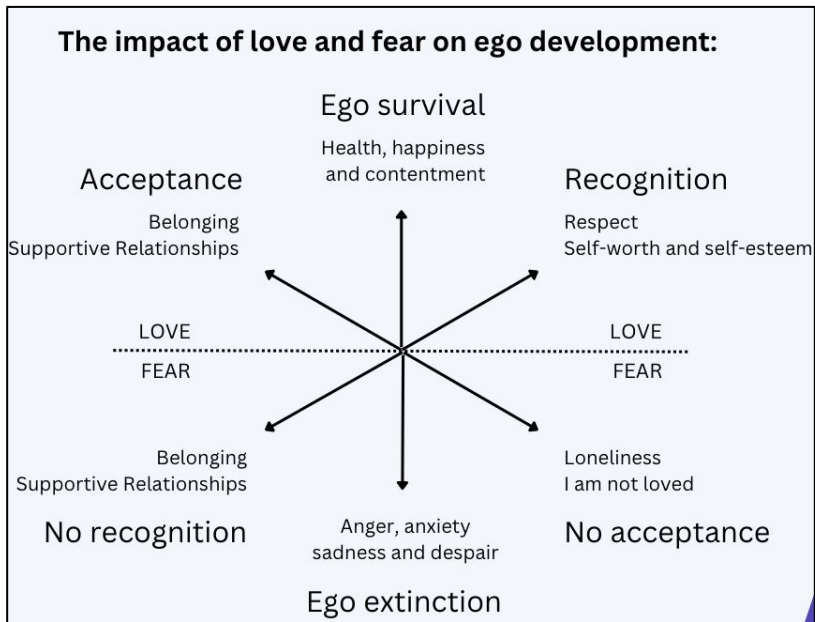 The impact of love and fear on ego development:
Ego survival
Health, happiness
and contentment
Acceptance
Belonging
Supportive Relationships
Recognition
Respect
Self-worth and self-esteem
LOVE
LOVE
FEAR
FEAR
Belonging
Supportive Relationships
No recognition
Anger, anxiety
sadness and despair
Ego extinction
Loneliness
I am not loved
No acceptance